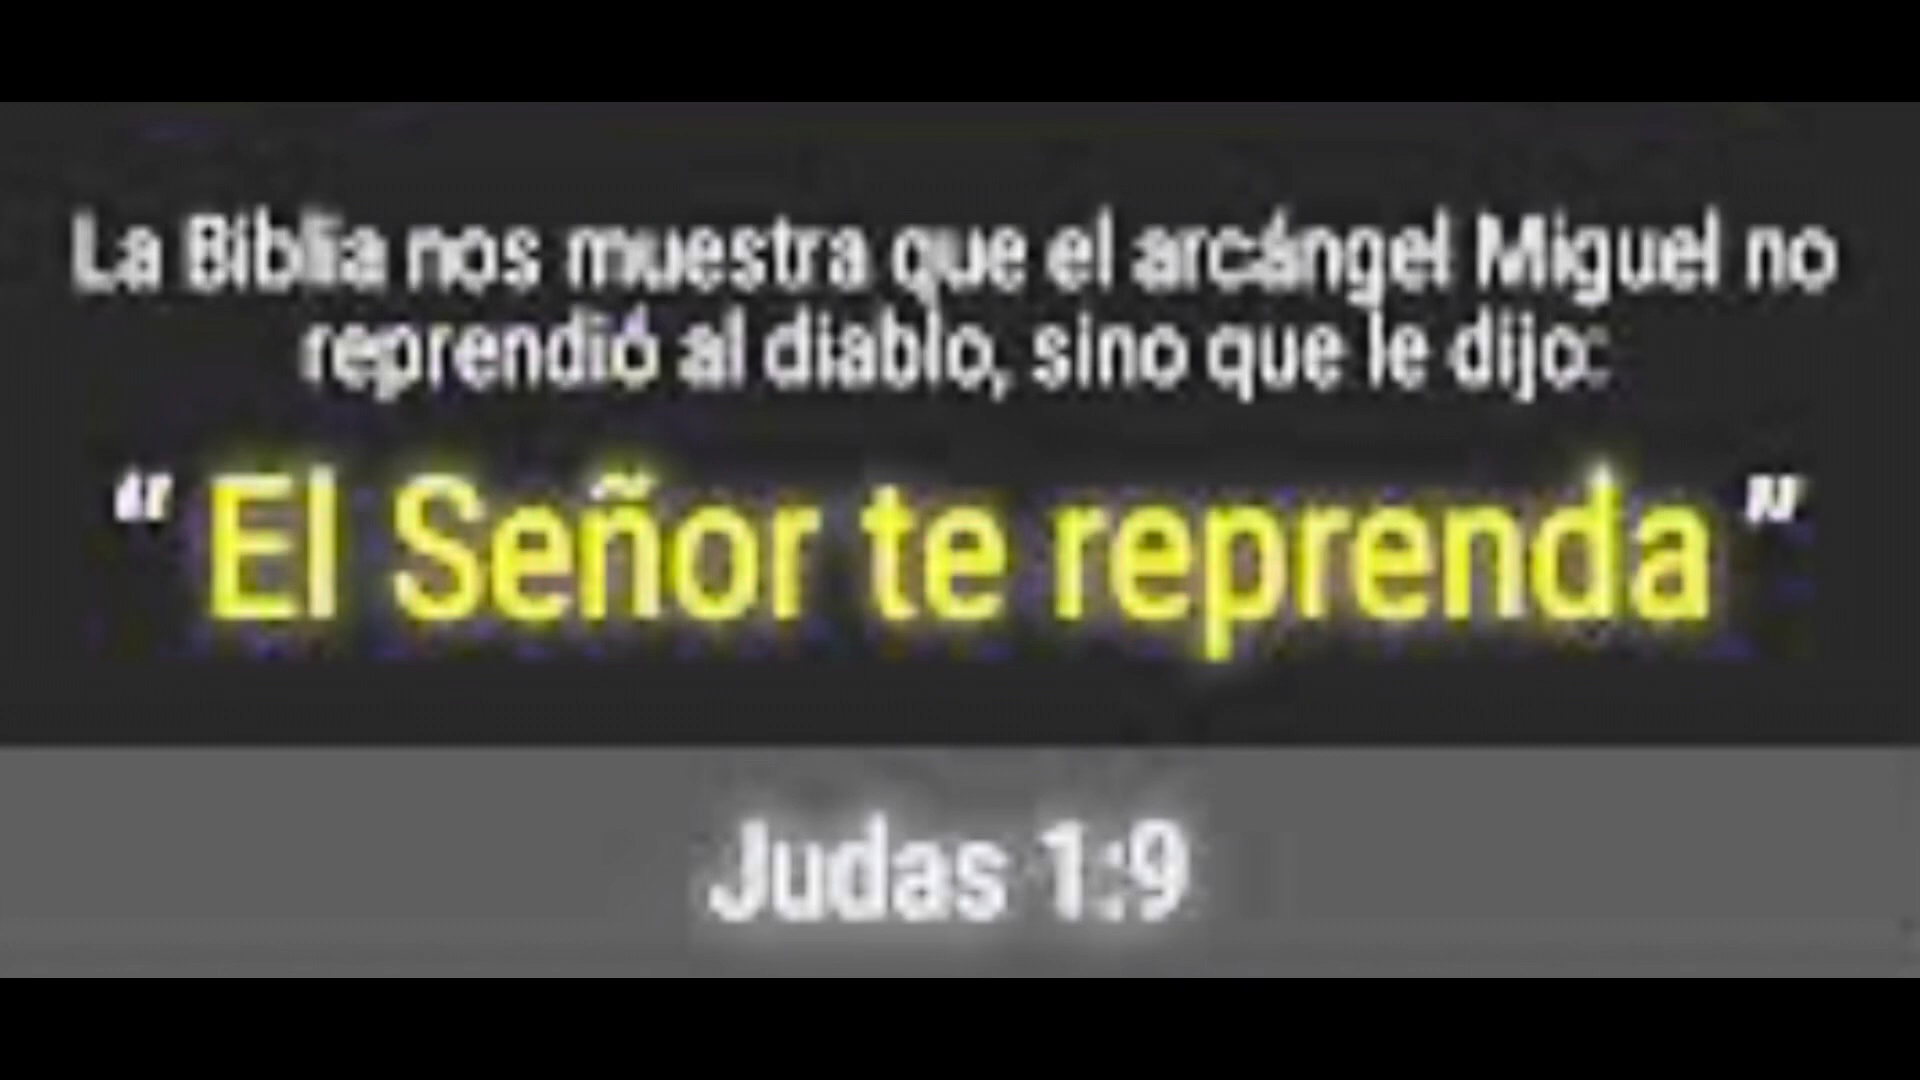 La Biblia nos muestra que el arcángel Miguel no
reprendió al diablo, sino que le dijo:
“El Señor te reprenda”
Judas 1:9